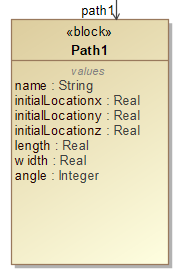 path1
«block»
Path1
values
name : String
initialLocationx : Real
initialLocationy : Real
initialLocationz : Real
length : Real
width : Real
angle : Integer